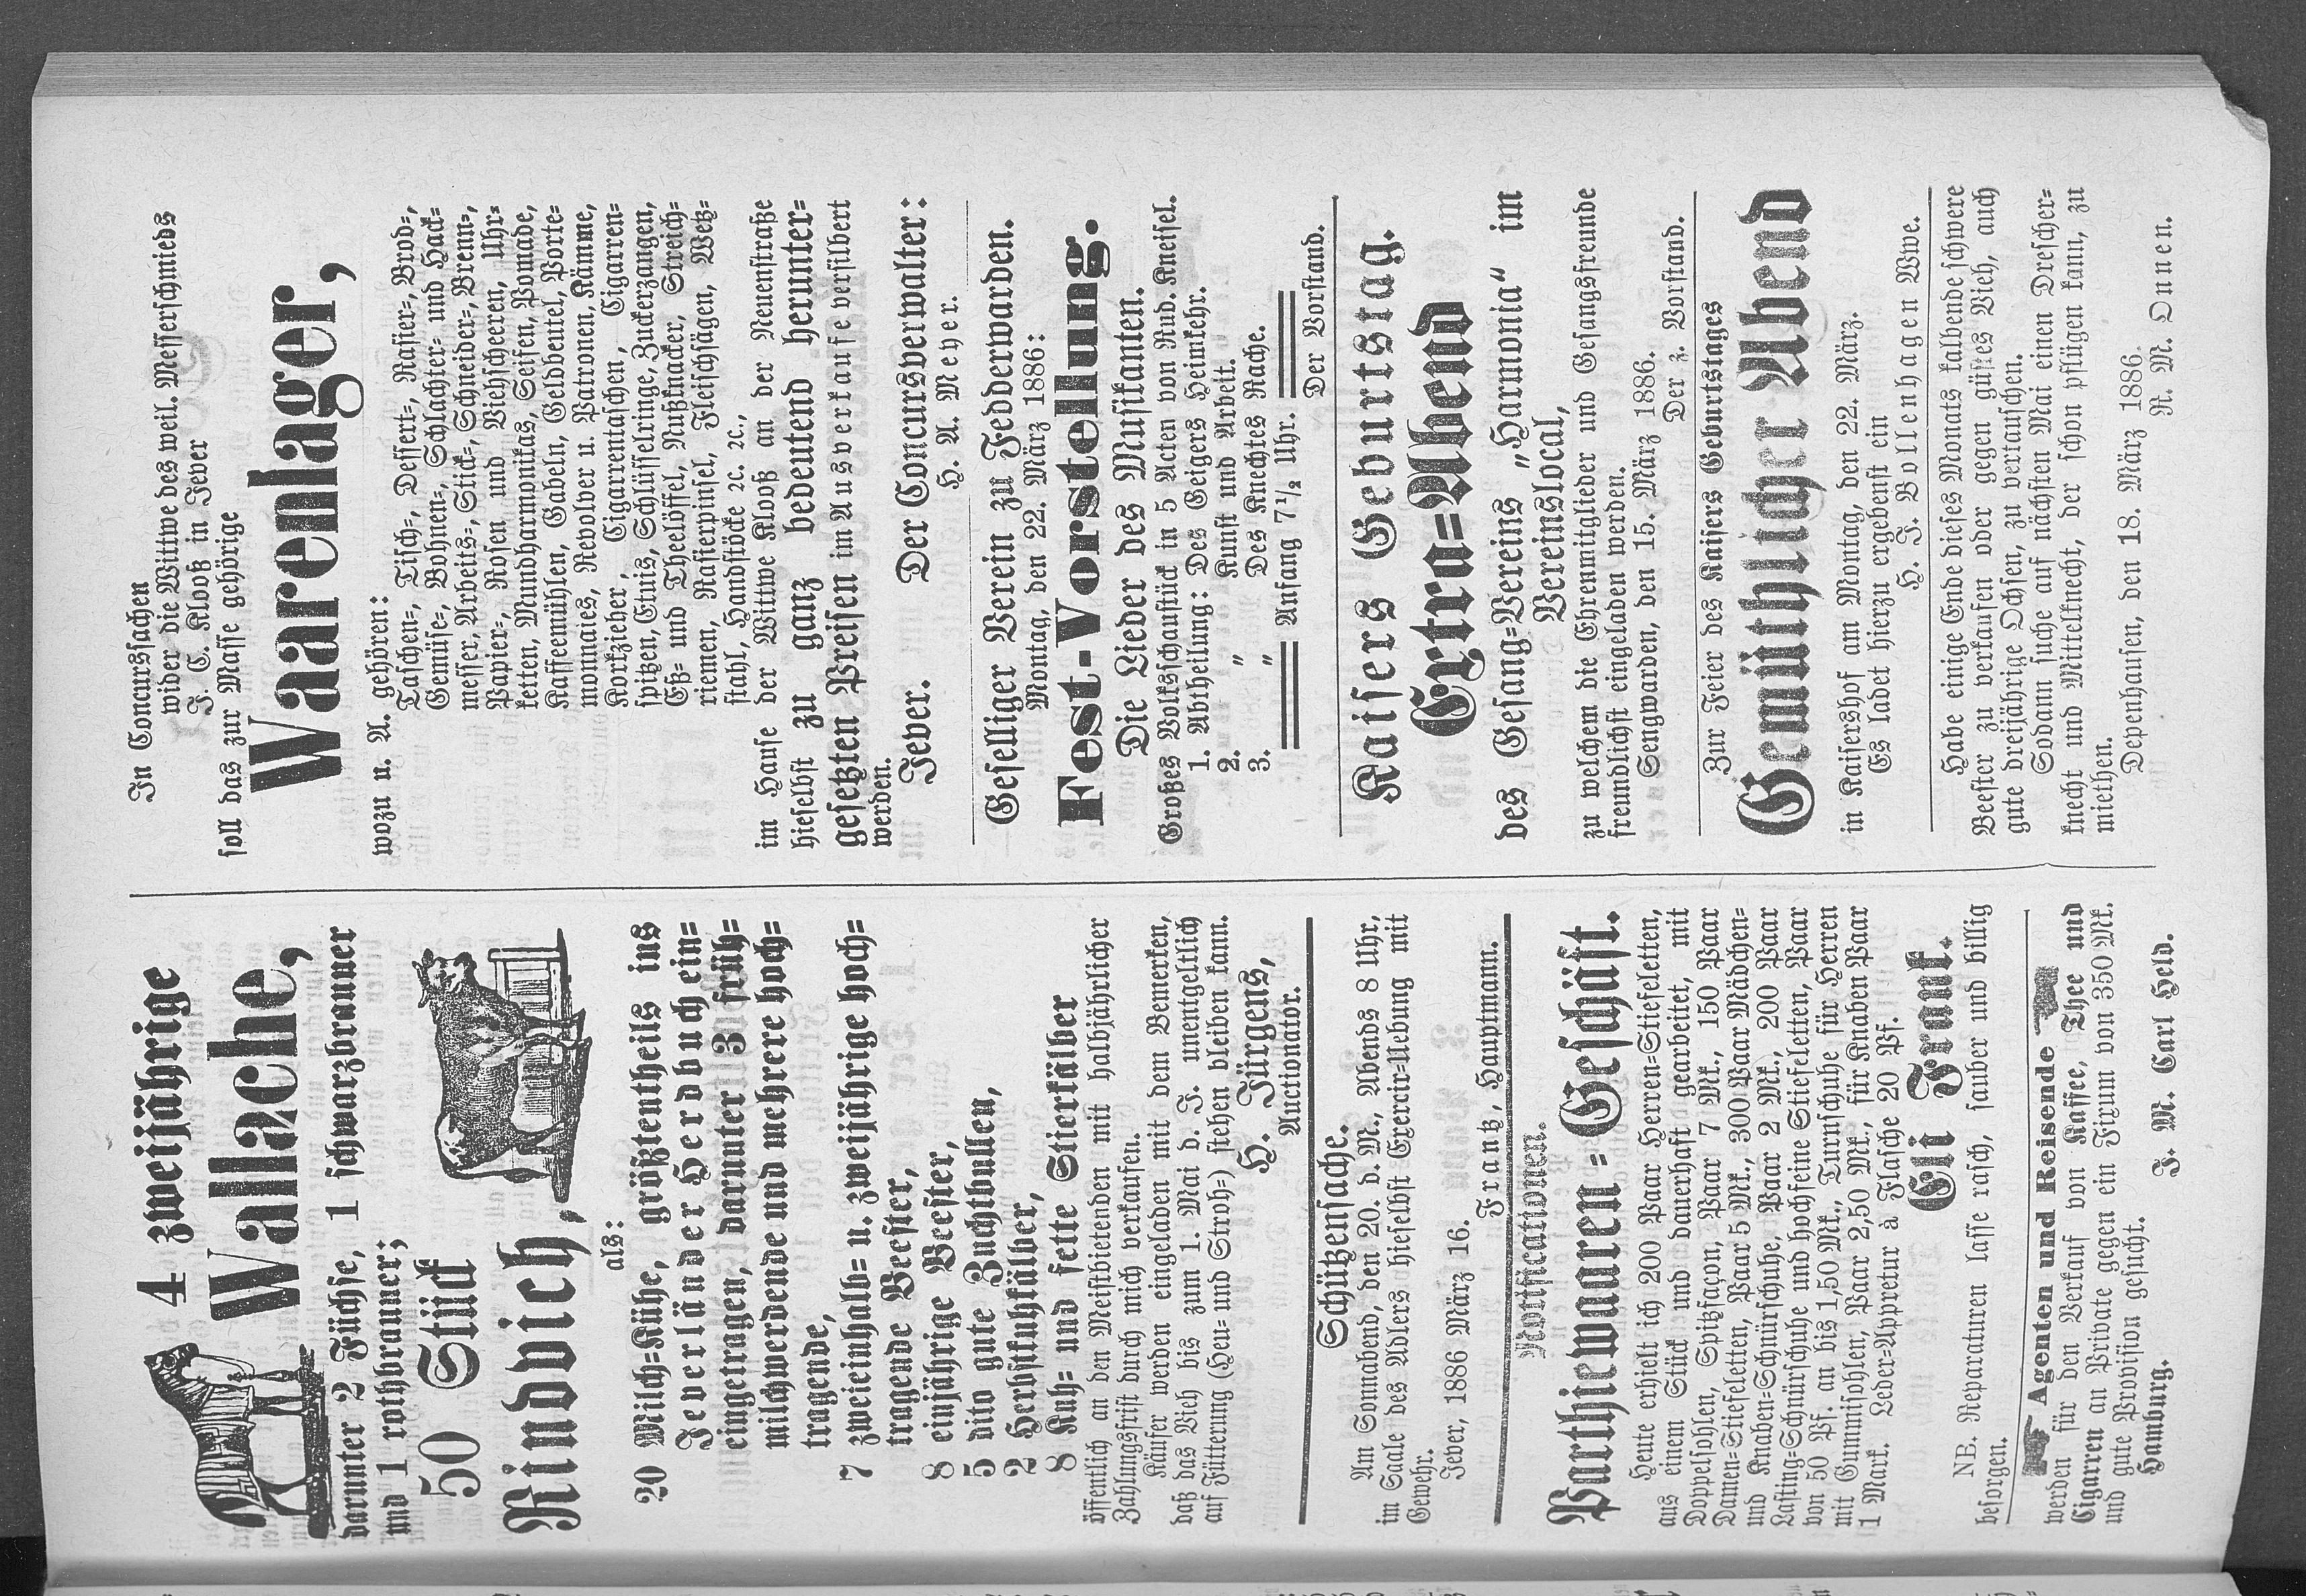 4 zweijährige
Wallache,
darunter 2 Füchse, 1 schwarzbrauner
und 1 rothbrauner;
50 Stück
Rindvieh,
als:
20 Milch=Kühe, größtentheils ins
Jeverländer Herdbuch ein=
eingetragen, darunter 3 früh=
milchwerdende und mehrere hoch=
tragende,
7 zweieinhalb= u. zweijährige hoch=
tragende Beester,
8 einjährige Beester,
5 dito gute Zuchtbullen,
2 Herbstkuhkälber,
8 Kuh= und fette Stierkälber
öffentlich an den Meistbietenden mit halbjährlicher
Zahlungsfrist durch mich verkaufen.
Käufer werden eingeladen mit dem Bemerken,
daß das Vieh bis zum 1. Mai d. J. unentgeltlich
auf Fütterung (Heu= und Stroh=) stehen bleiben kann.
H. Jürgens,
Auctionator.
Schützensache.
Am Sonnabend, den 20. d. M., Abends 8 Uhr,
im Saale des Adlers hieselbst Exercir=Uebung mit
Gewehr.
Jever, 1886 März 16.
Frantz, Hauptmann.
Notificationen.
Parthiewaren=Geschäft.
Heute erhielt ich 200 Paar Herren=Stiefeletten,
aus einem Stück und dauerhaft gearbeitet, mit
Doppelsohlen, Spitzfaçon, Paar 7 Mk., 150 Paar
Damen=Stiefeletten, Paar 5 Mk., 300 Paar Mädchen=
und Knaben=Schnürschuhe, Paar 2 Mk., 200 Paar
Lasting=Schnürschuhe und hochfeine Stiefeletten, Paar
von 50 Pf. an bis 1,50 Mk., Turnschuhe für Herren
mit Gummisohlen, Paar 2,50 Mk., für Knaben Paar
1 Mark. Leder=Appretur à Flasche 20 Pf.
Eli Frank.
NB. Reparaturen lasse rasch, sauber und billig
besorgen.
Agenten und Reisende
werden für den Verkauf von Kaffee, Thee und
Cigarren an Private gegen ein Fixum von 350 Mk.
und gute Provision gesucht.
Hamburg. J. M. Carl Held.
In Concurssachen
wider die Wittwe des weil. Messerschmieds
J. C. Klooß in Jever
soll das zur Masse gehörige
Waarenlager,
wozu u. A. gehören:
Taschen=, Tisch=, Dessert=, Rasier=, Brod=,
Gemüse=, Bohnen=, Schlachter= und Hack=
messer, Arbeits=, Stick=, Schneider=, Brenn=,
Papier=, Rosen und Viehscheeren, Uhr=
ketten, Mundharmonikas, Seifen, Pomade,
Kaffeemühlen, Gabeln, Geldbeutel, Porte=
monnaies, Revolver u. Patronen, Kämme,
Korkzieher, Cigarrentaschen, Cigarren=
spitzen, Etuis, Schlüsselringe, Zuckerzangen,
Eß= und Theelöffel, Nußknacker, Streich=
riemen, Rasierpinsel, Fleischsägen, Wetz=
stahl, Handstöcke ꝛc. ꝛc.,
im Hause der Wittwe Klooß an der Neuenstraße
hieselbst zu ganz bedeutend herunter=
gesetzten Preisen im Ausverkaufe versilbert
werden.
Jever. Der Concursverwalter:
H. A. Meyer.
Geselliger Verein zu Fedderwarden.
Montag, den 22. März 1886:
Fest-Vorstellung.
Die Lieder des Musikanten.
Großes Volksschaustück in 5 Acten von Rud. Kneisel.
1. Abtheilung: Des Geigers Heimkehr.
2. „ Kunst und Arbeit.
3. „ Des Knechtes Rache.
Anfang 7½ Uhr.
Der Vorstand.
Kaisers Geburtstag.
Extra=Abend
des Gesang=Vereins „Harmonia“ im
Vereinslocal,
zu welchem die Ehrenmitglieder und Gesangsfreunde
freundlichst eingeladen werden.
Sengwarden, den 15. März 1886.
Der z. Vorstand.
Zur Feier des Kaisers Geburtstages
Gemüthlicher Abend
in Kaisershof am Montag, den 22. März.
Es ladet hierzu ergebenst ein
H. J. Bollenhagen Wwe.
Habe einige Ende dieses Monats kalbende schwere
Beester zu verkaufen oder gegen güstes Vieh, auch
gute dreijährige Ochsen, zu vertauschen.
Sodann suche auf nächsten Mai einen Drescher=
knecht und Mittelknecht, der schon pflügen kann, zu
miethen.
Depenhausen, den 18. März 1886.
R. M. Onnen.